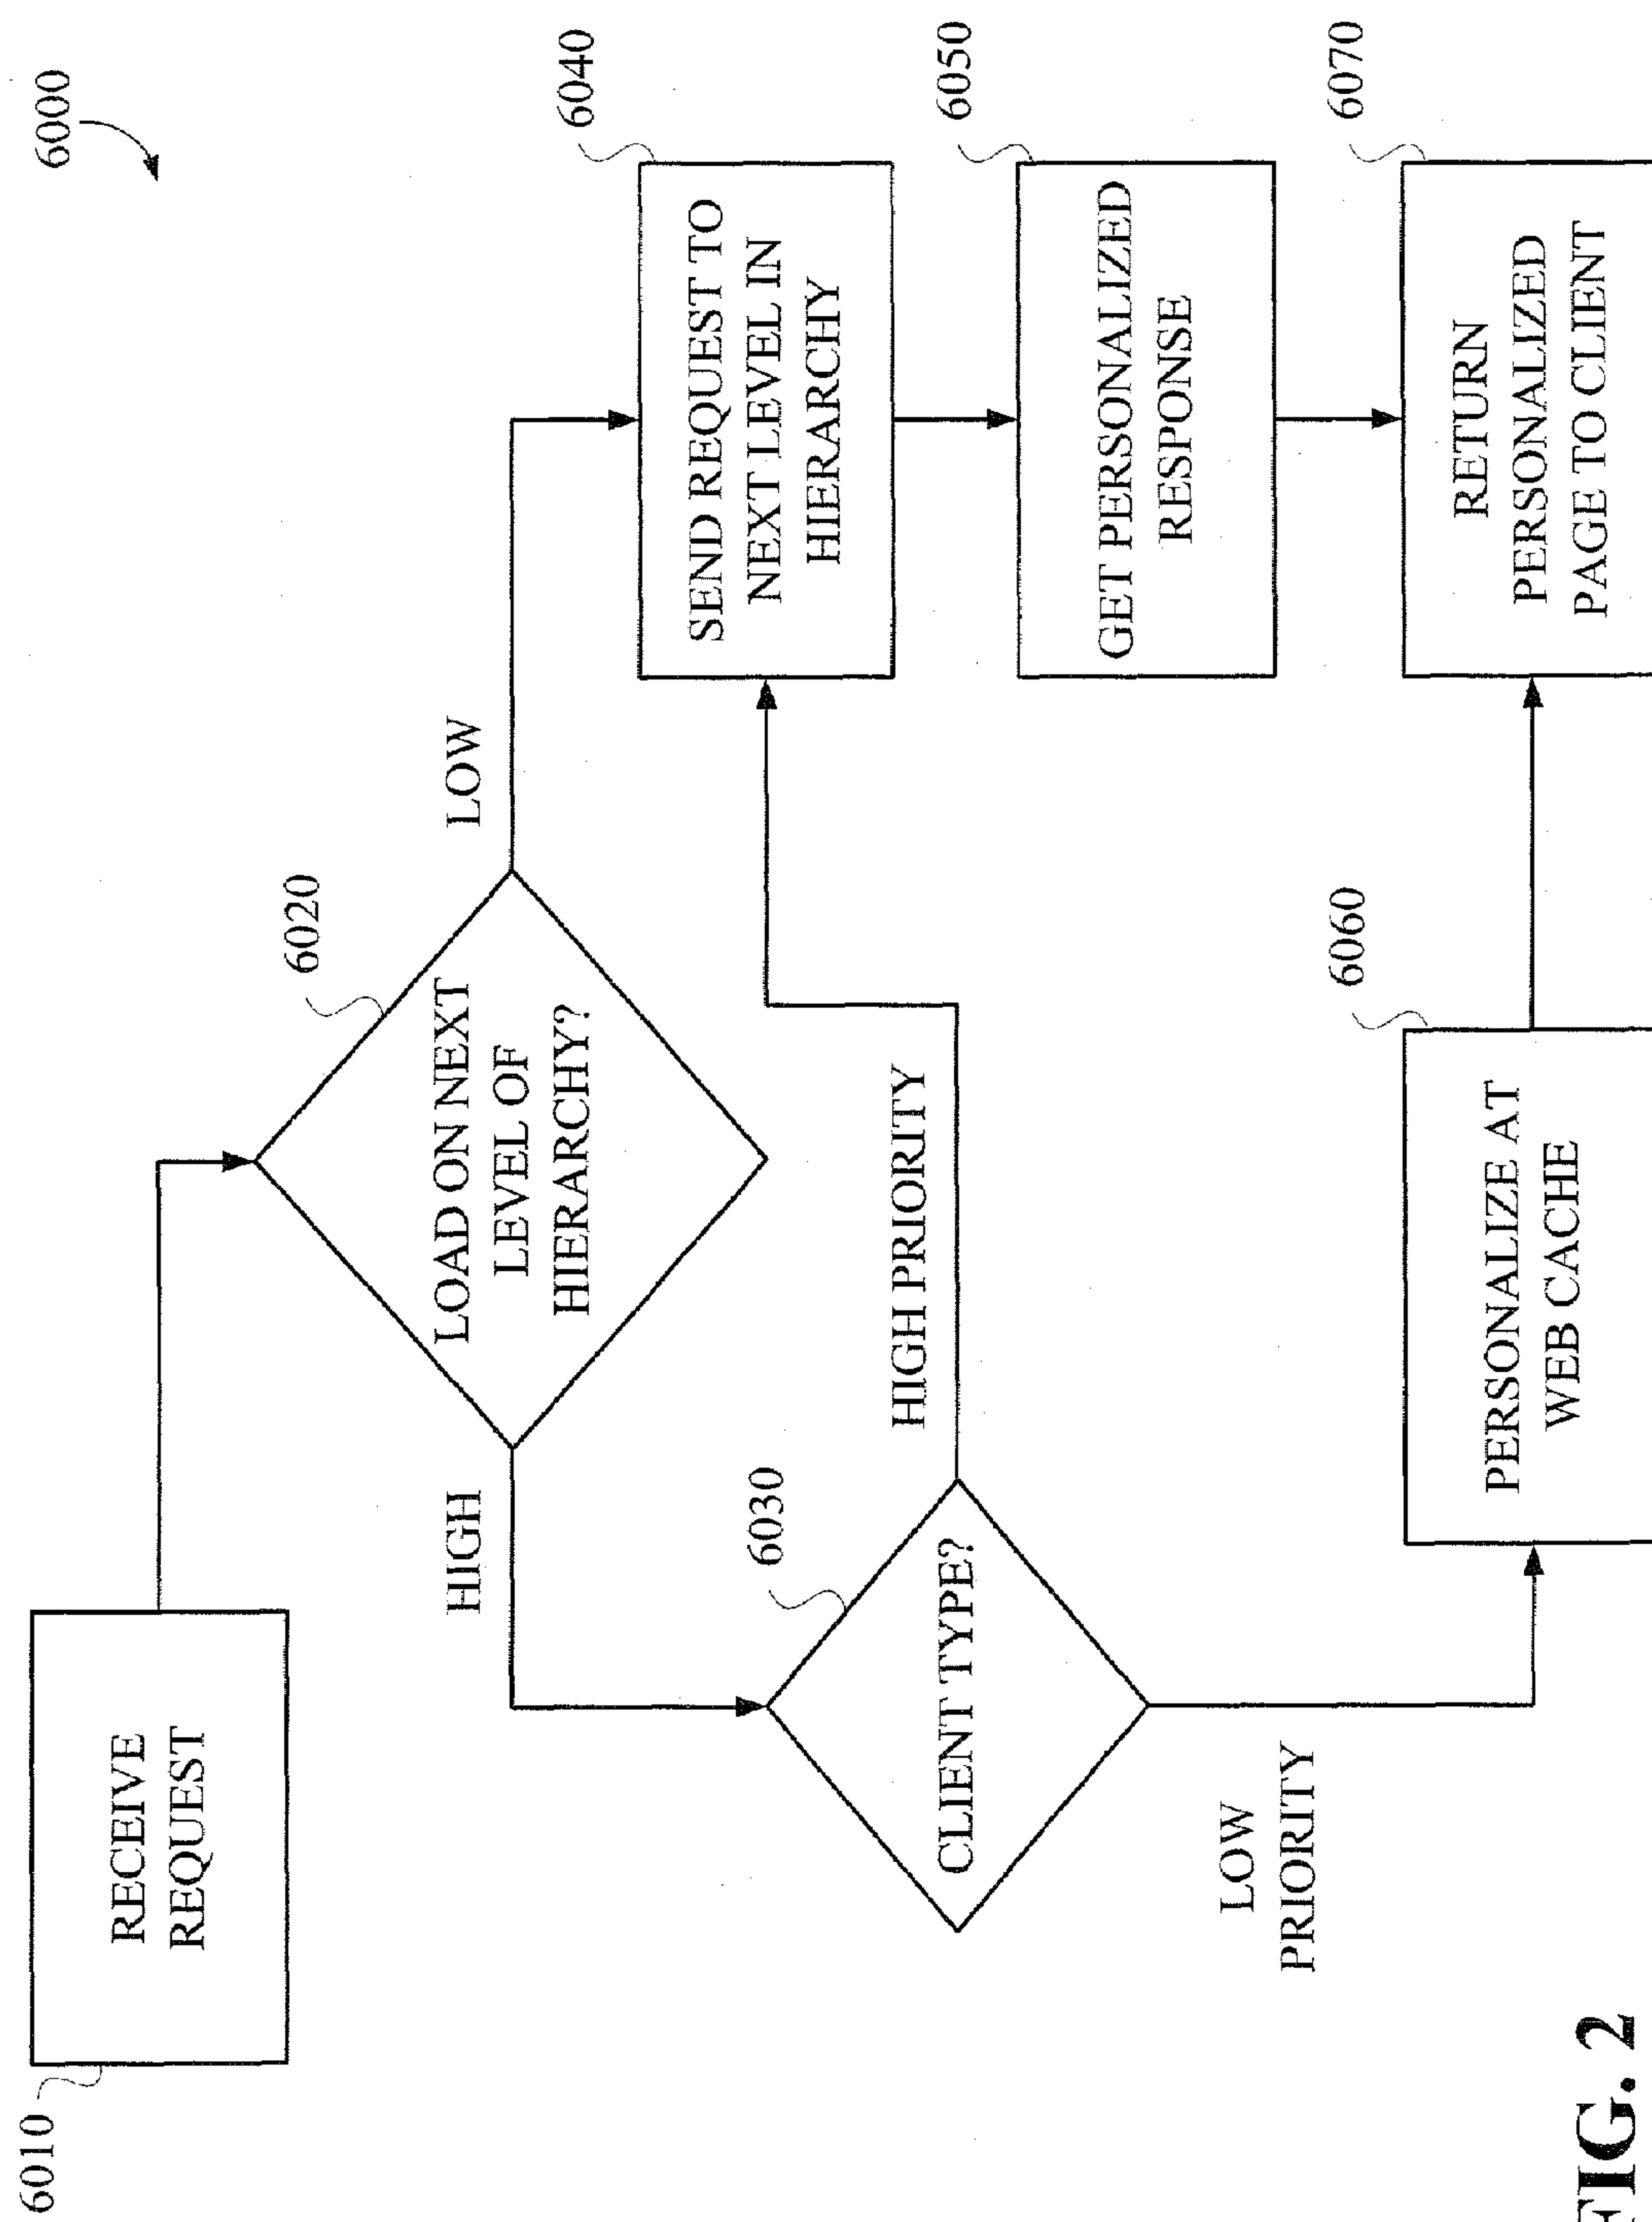 6000
6010
RECEIVE
REQUEST
6020
LOAD ON NEXT
LEVEL OF
HIERARCHY?
HIGH
LOW
6030
CLIENT TYPE?
HIGH PRIORITY
LOW
PRIORITY
6040
SEND REQUEST TO
NEXT LEVEL IN
HIERARCHY
6050
GET PERSONALIZED
RESPONSE
6060
PERSONALIZE AT
WEB CACHE
6070
RETURN
PERSONALIZED
PAGE TO CLIENT
FIG. 2